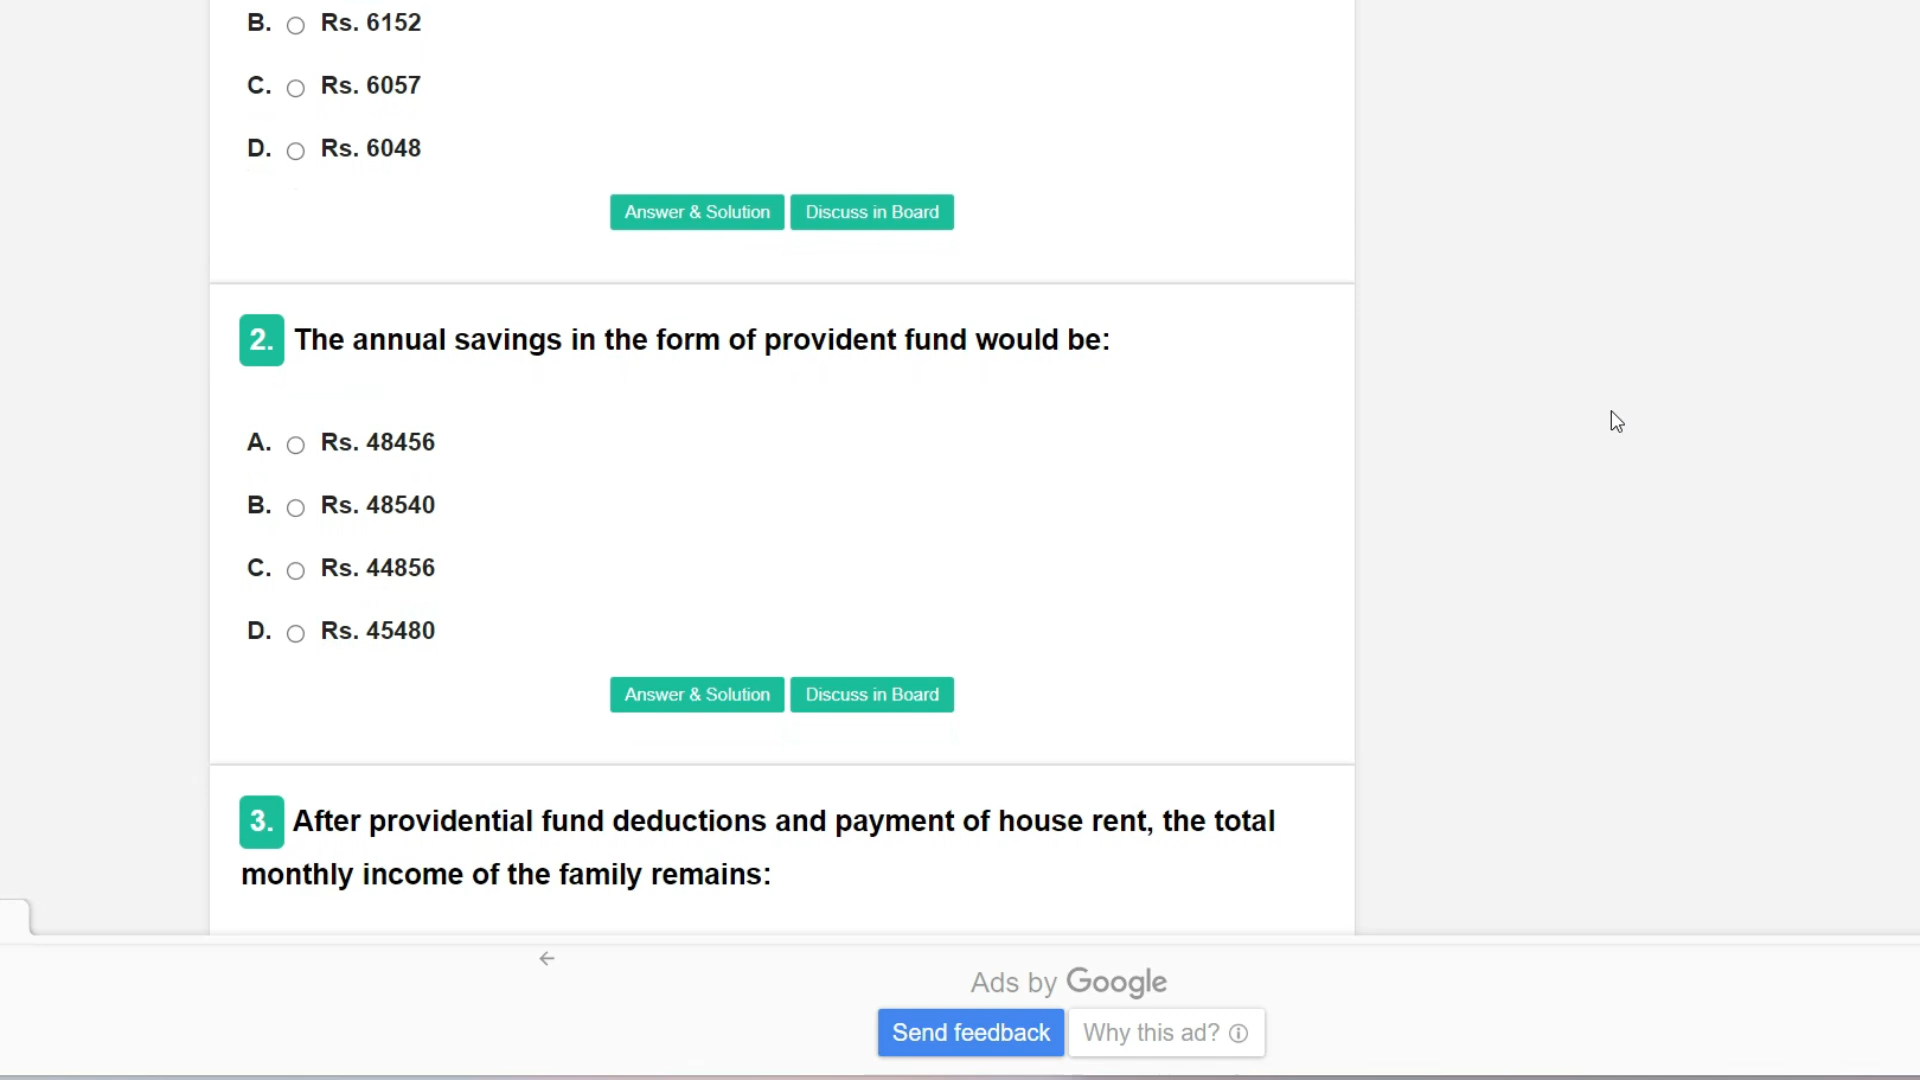 B. Rs. 6152
C. Rs. 6057
D. Rs. 6048
Answer & Solution Discuss in Board
2. The annual savings in the form of provident fund would be:
A. Rs. 48456
B. Rs. 48540
C. Rs. 44856
D. Rs. 45480
Answer & Solution Discuss in Board
3. After providential fund deductions and payment of house rent, the total
monthly income of the family remains:
Ads by Google
Send feedback Why this ad?